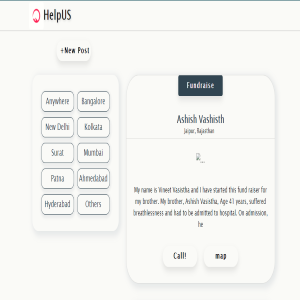 HelpUS
+New Post
Anywhere
Bangalore
New Delhi
Kolkata
Surat
Mumbai
Patna
Ahmedabad
Hyderabad
Others
Fundraise
Ashish Vashisth
Jaipur, Rajasthan
My name is Vineet Vasistha and I have started this fund raiser for
my brother. My brother, Ashish Vasistha, Age 41 years, suffered
breathlessness and had to be admitted to hospital. On admission,
he
Call!
map